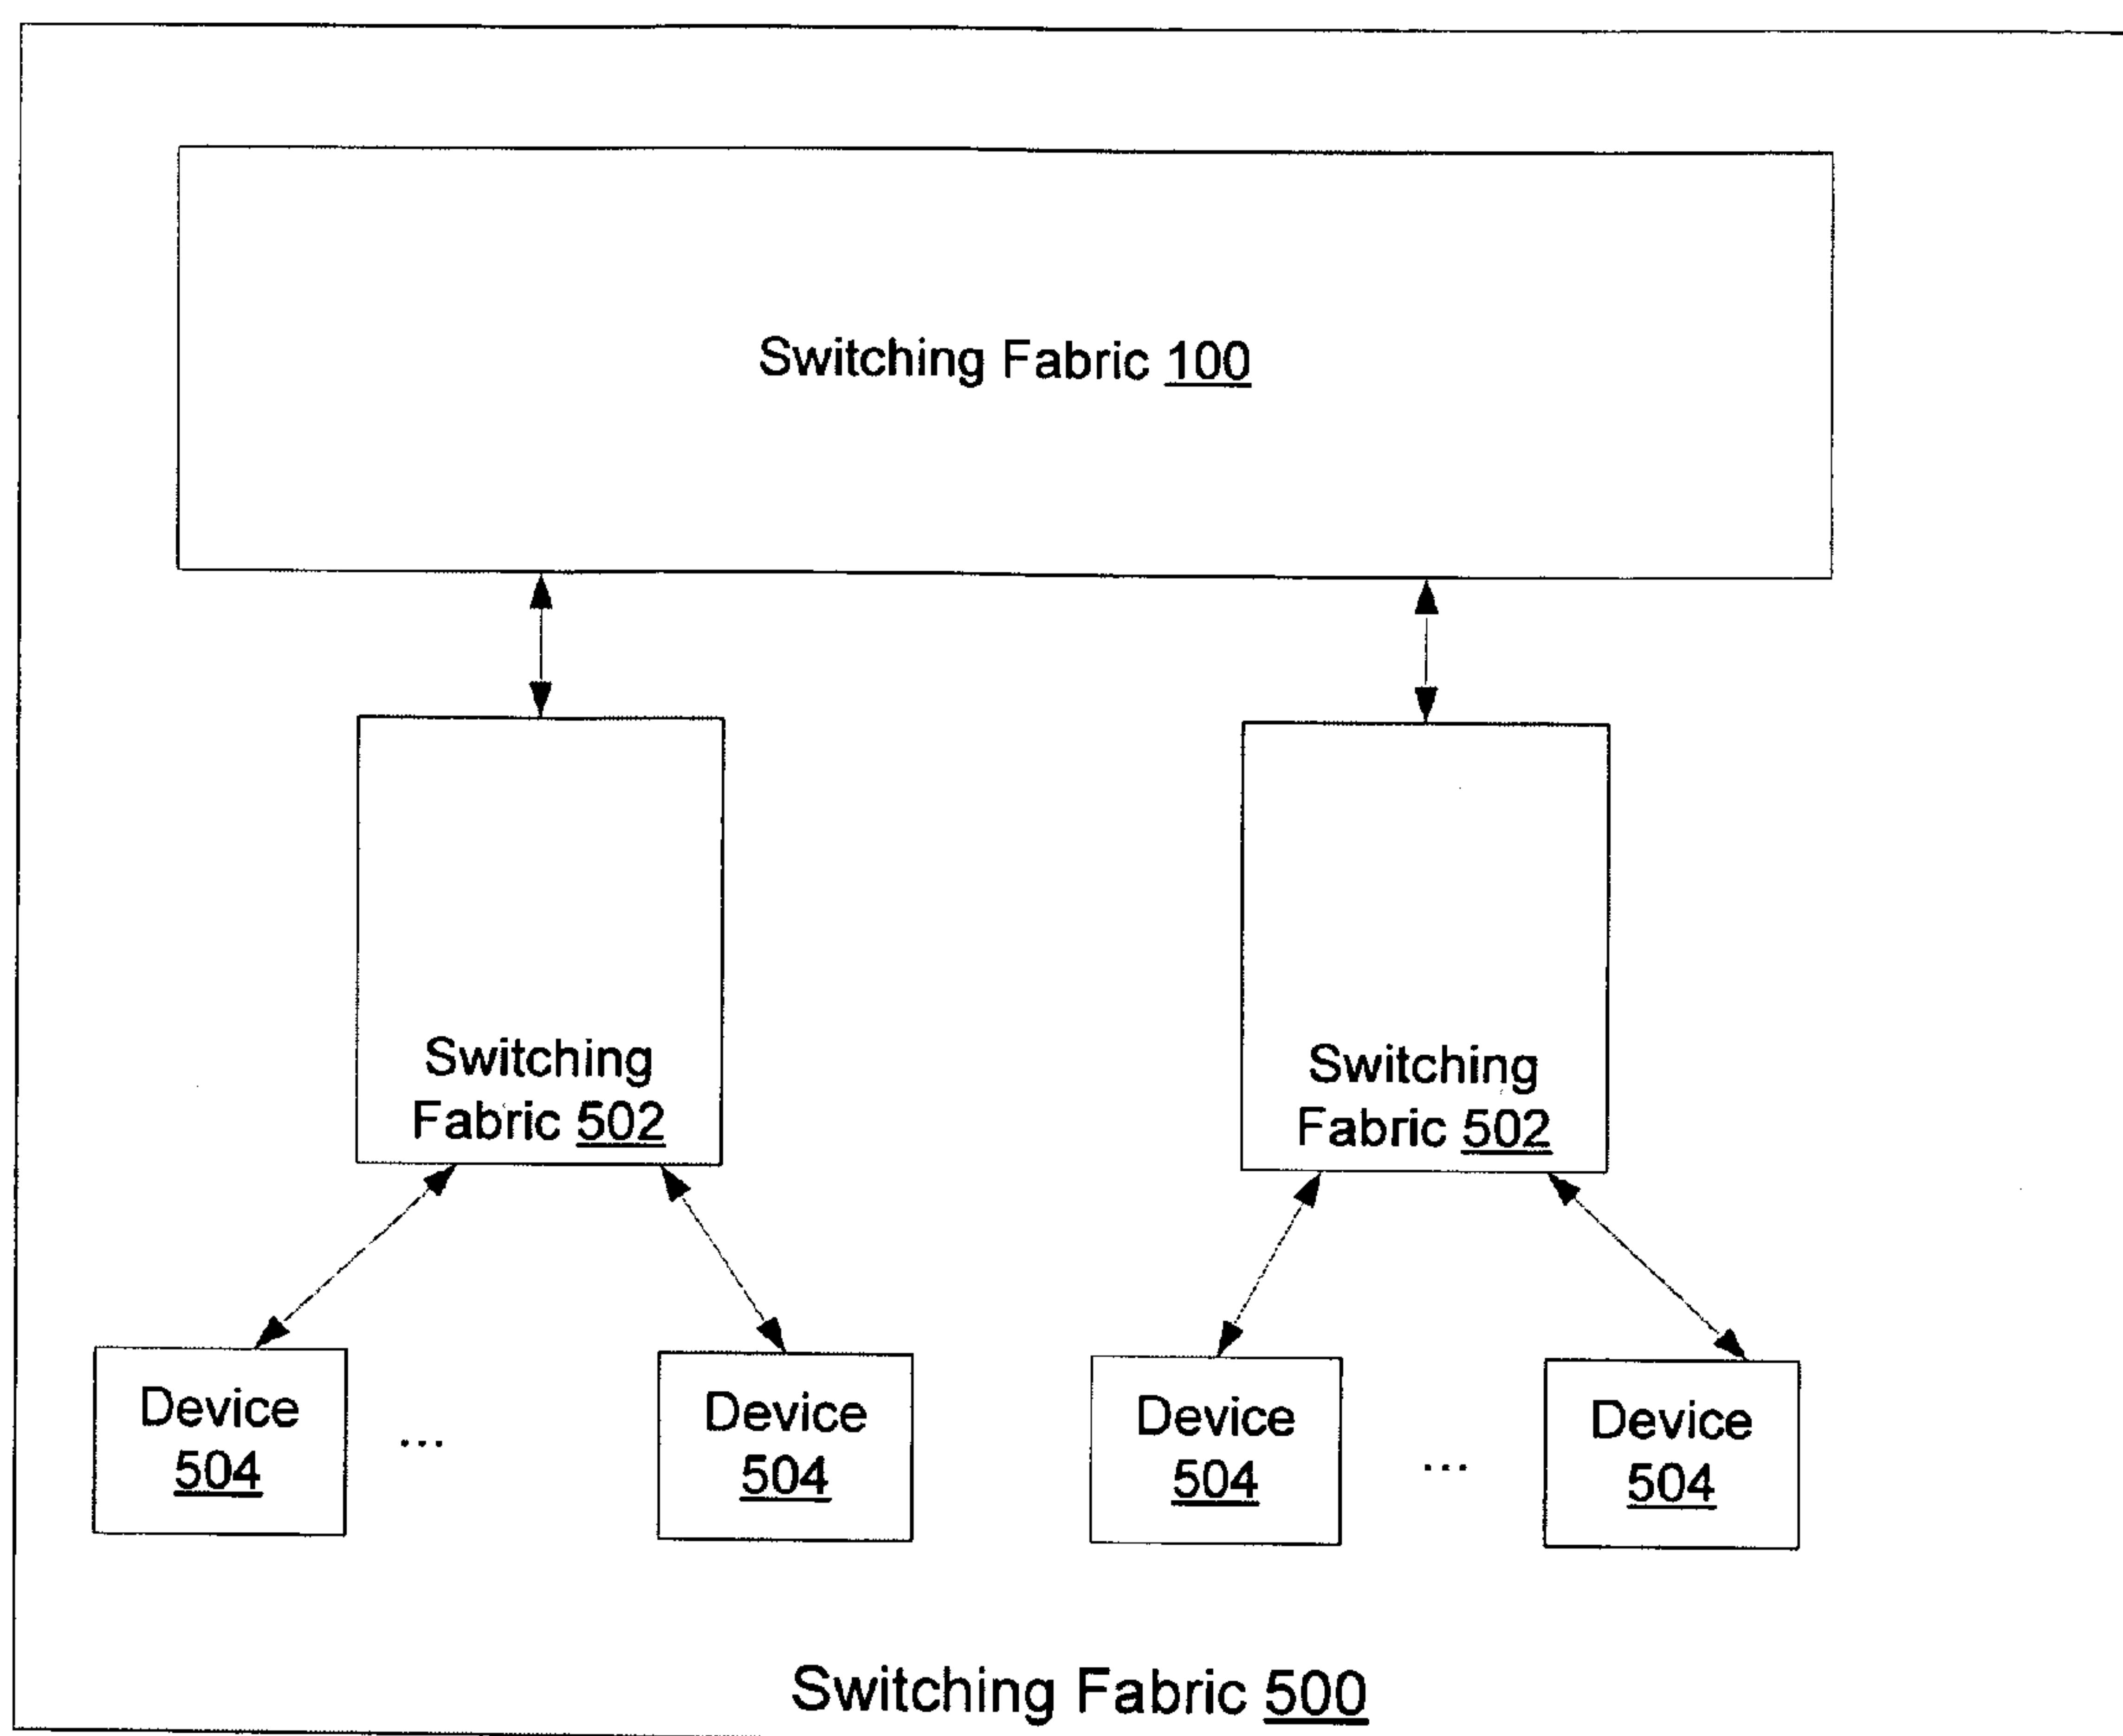 Switching Fabric 100
Switching
Fabric 502
Switching
Fabric 502
Device
504
...
Device
504
Device
504
...
Device
504
Switching Fabric 500